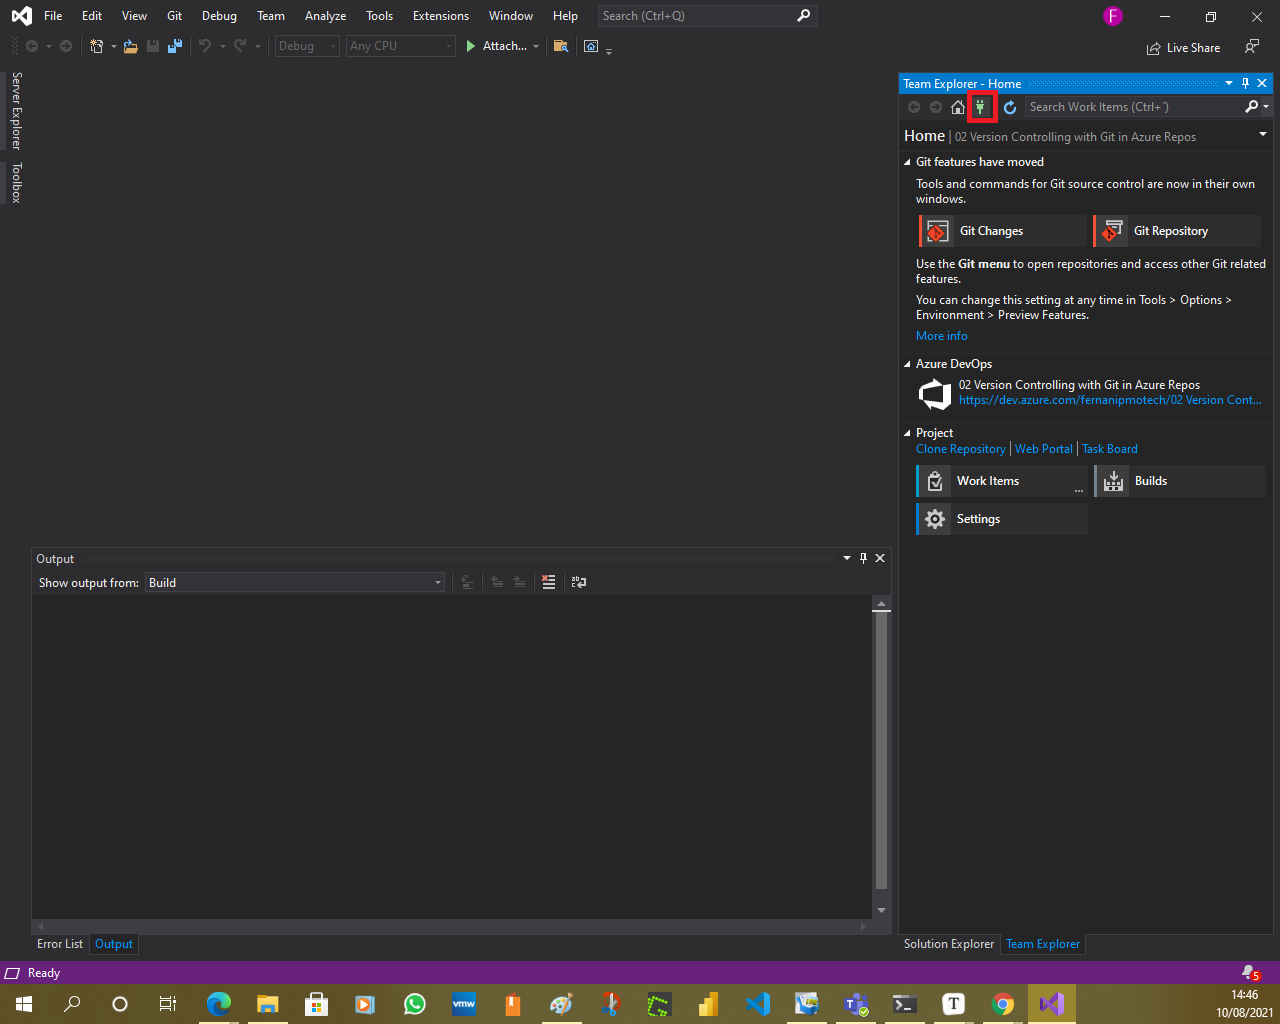 File Edit View Git Debug Team Analyze Tools Extensions Window Help Search (Ctrl+Q) F
Debug Any CPU Attach... Live Share
Server Explorer
Toolbox
Team Explorer - Home
Search Work Items (Ctrl+´)
Home | 02 Version Controlling with Git in Azure Repos
Git features have moved
Tools and commands for Git source control are now in their own
windows.
Git Changes Git Repository
Use the Git menu to open repositories and access other Git related
features.
You can change this setting at any time in Tools > Options >
Environment > Preview Features.
More info
Azure DevOps
02 Version Controlling with Git in Azure Repos
https://dev.azure.com/fernanipmotech/02 Version Cont...
Project
Clone Repository | Web Portal | Task Board
Work Items ... Builds
Settings
Output
Show output from: Build
Error List Output
Solution Explorer Team Explorer
Ready 5
vmw T
14:46
10/08/2021